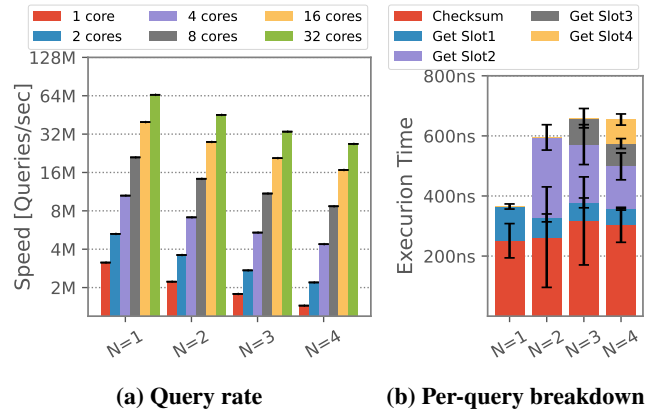 1 core 4 cores 16 cores
2 cores 8 cores 32 cores
Speed [Queries/sec]
128M
64M
32M
16M
8M
4M
2M
N=1 N=2 N=3 N=4
(a) Query rate
Checksum Get Slot3
Get Slot1 Get Slot4
Get Slot2
Execurion Time
800ns
600ns
400ns
200ns
N=1 N=2 N=3 N=4
(b) Per-query breakdown